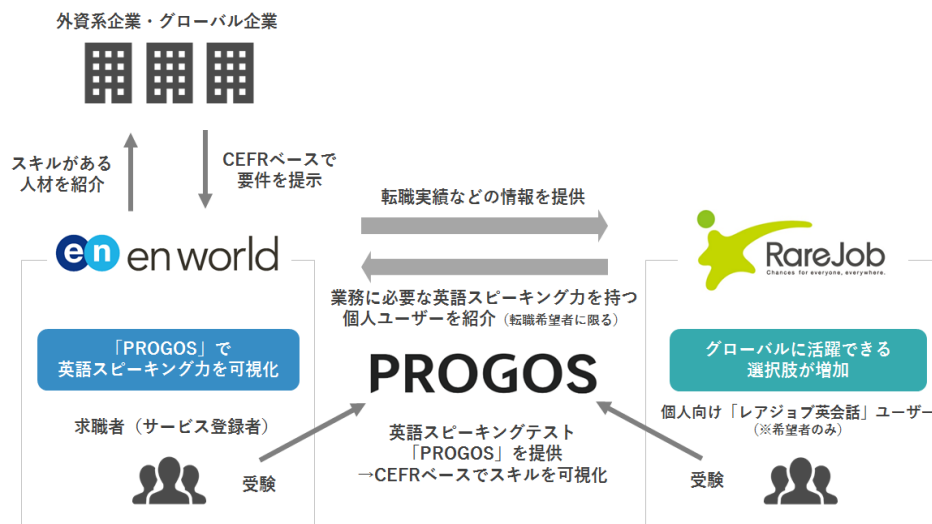 外資系企業・グローバル企業
スキルがある
人材を紹介
CEFRベースで
要件を提示
転職実績などの情報を提供
en en world
RareJob
Chances for everyone, everywhere.
業務に必要な英語スピーキング力を持つ
個人ユーザーを紹介（転職希望者に限る）
「PROGOS」で
英語スピーキング力を可視化
PROGOS
グローバルに活躍できる
選択肢が増加
求職者（サービス登録者）
英語スピーキングテスト
「PROGOS」を提供
→CEFRベースでスキルを可視化
個人向け「レアジョブ英会話」ユーザー
（※希望者のみ）
受験
受験